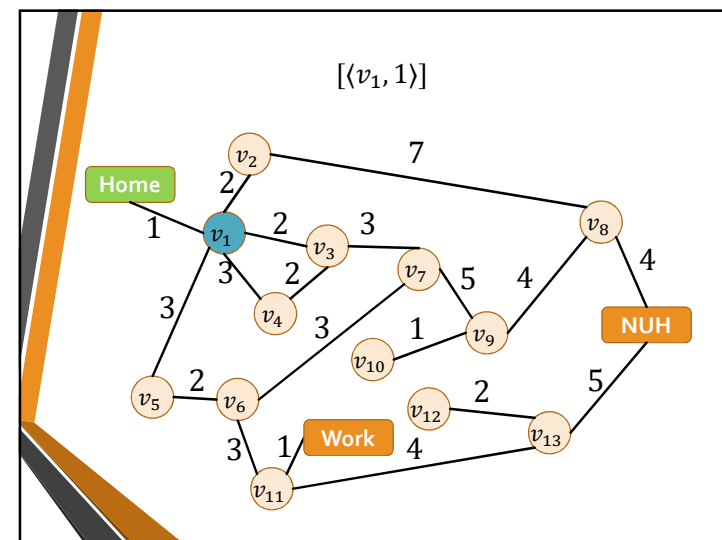 [⟨𝑣₁, 1⟩]
7
𝑣₂
Home
2
𝑣₈
1
𝑣₁
2
3
𝑣₃
4
3
2
𝑣₇
5
4
3
𝑣₄
3
1
𝑣₉
NUH
𝑣₁₀
5
2
2
𝑣₅
𝑣₆
𝑣₁₂
3
1
Work
4
𝑣₁₃
𝑣₁₁